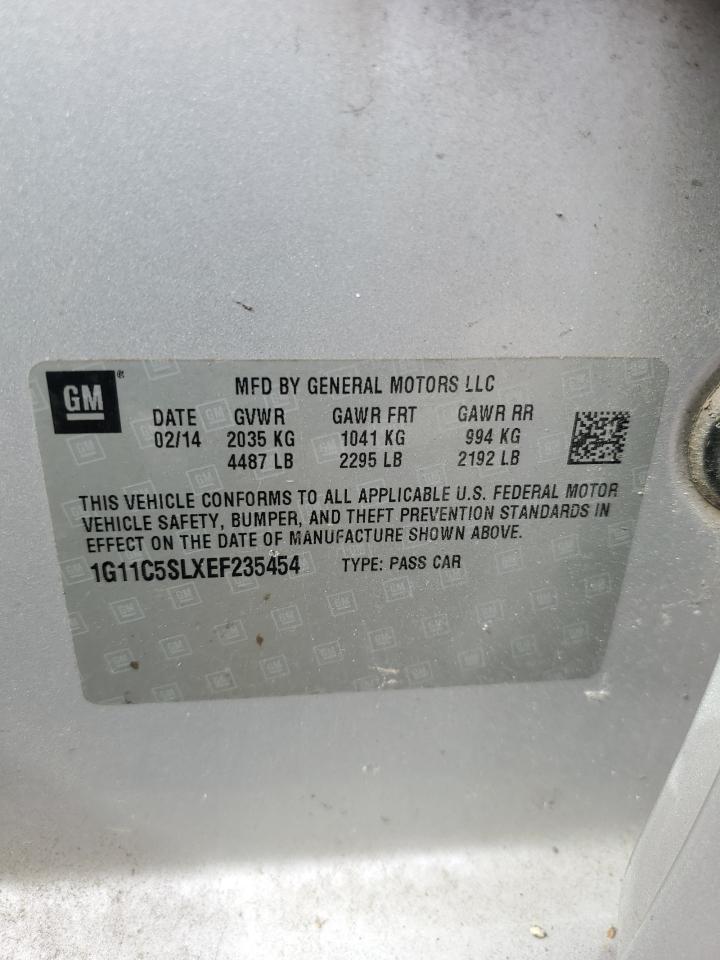 GM®
MFD BY GENERAL MOTORS LLC
DATE GVWR GAWR FRT GAWR RR
02/14 2035 KG 1041 KG 994 KG
4487 LB 2295 LB 2192 LB
THIS VEHICLE CONFORMS TO ALL APPLICABLE U.S. FEDERAL MOTOR
VEHICLE SAFETY, BUMPER, AND THEFT PREVENTION STANDARDS IN
EFFECT ON THE DATE OF MANUFACTURE SHOWN ABOVE.
1G11C5SLXEF235454 TYPE: PASS CAR